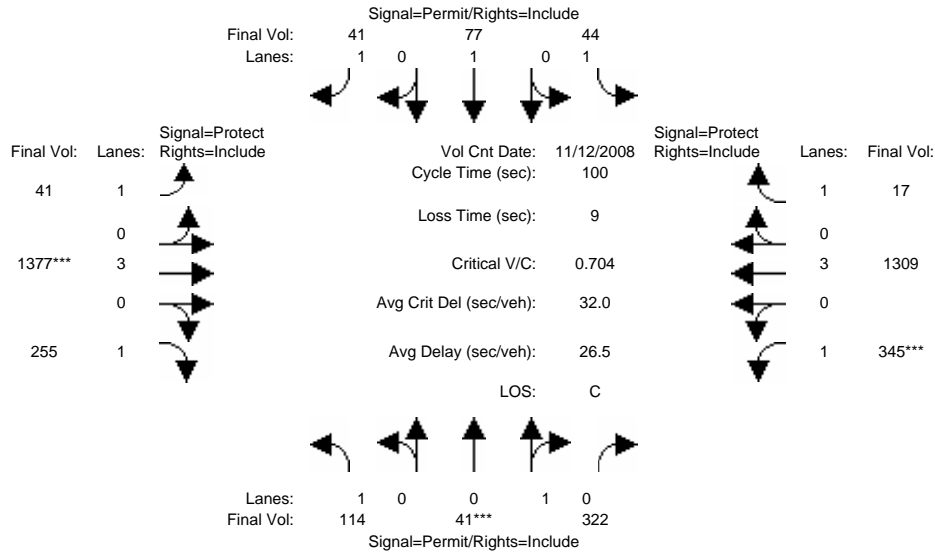 Signal=Permit/Rights=Include
Final Vol: 41 77 44
Lanes: 1 0 1 0 1
Signal=Protect Signal=Protect
Final Vol: Lanes: Rights=Include Vol Cnt Date: 11/12/2008 Rights=Include Lanes: Final Vol:
Cycle Time (sec): 100
41 1 1 17
Loss Time (sec): 9
0 0
1377*** 3 Critical V/C: 0.704 3 1309
0 Avg Crit Del (sec/veh): 32.0 0
255 1 Avg Delay (sec/veh): 26.5 1 345***
LOS: C
Lanes: 1 0 0 1 0
Final Vol: 114 41*** 322
Signal=Permit/Rights=Include